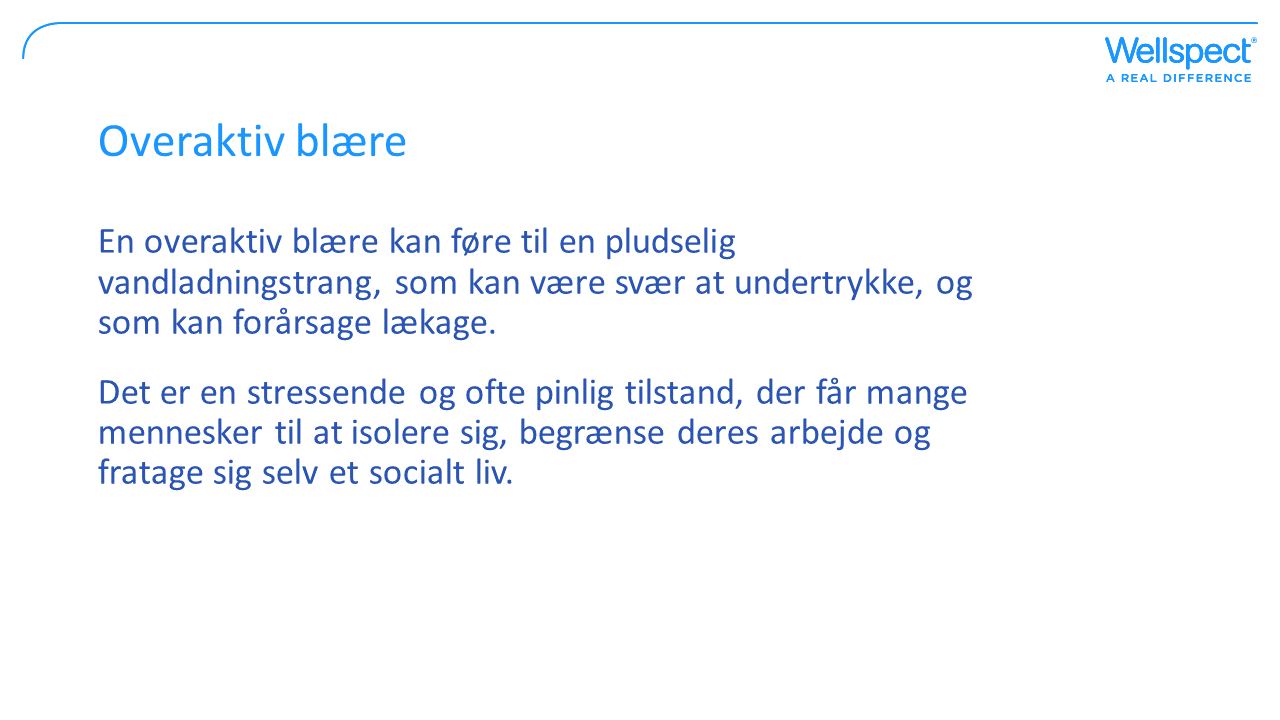 Wellspect®
A REAL DIFFERENCE
Overaktiv blære
En overaktiv blære kan føre til en pludselig
vandladningstrang, som kan være svær at undertrykke, og
som kan forårsage lækage.
Det er en stressende og ofte pinlig tilstand, der får mange
mennesker til at isolere sig, begrænse deres arbejde og
fratage sig selv et socialt liv.